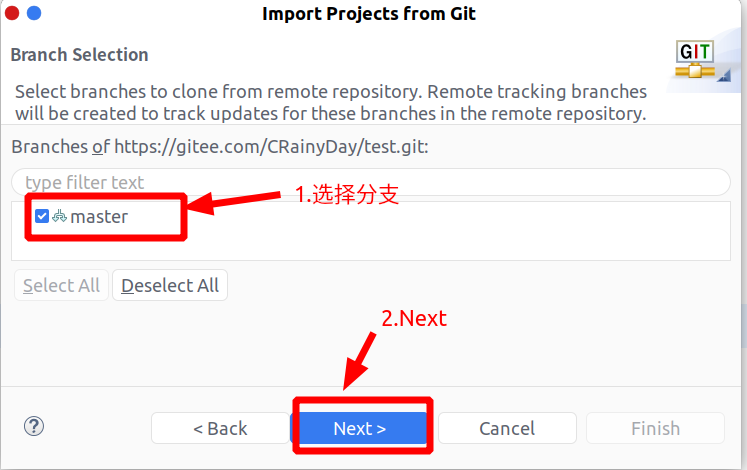 Import Projects from Git
Branch Selection
GIT
Select branches to clone from remote repository. Remote tracking branches
will be created to track updates for these branches in the remote repository.
Branches of https://gitee.com/CRainyDay/test.git:
type filter text
1.选择分支
master
Select All
Deselect All
2.Next
?
< Back
Next >
Cancel
Finish